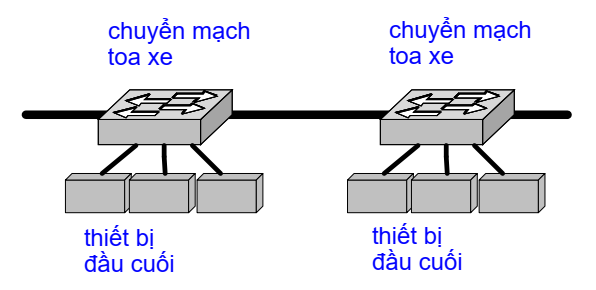 chuyển mạch
toa xe
chuyển mạch
toa xe
thiết bị
đầu cuối
thiết bị
đầu cuối